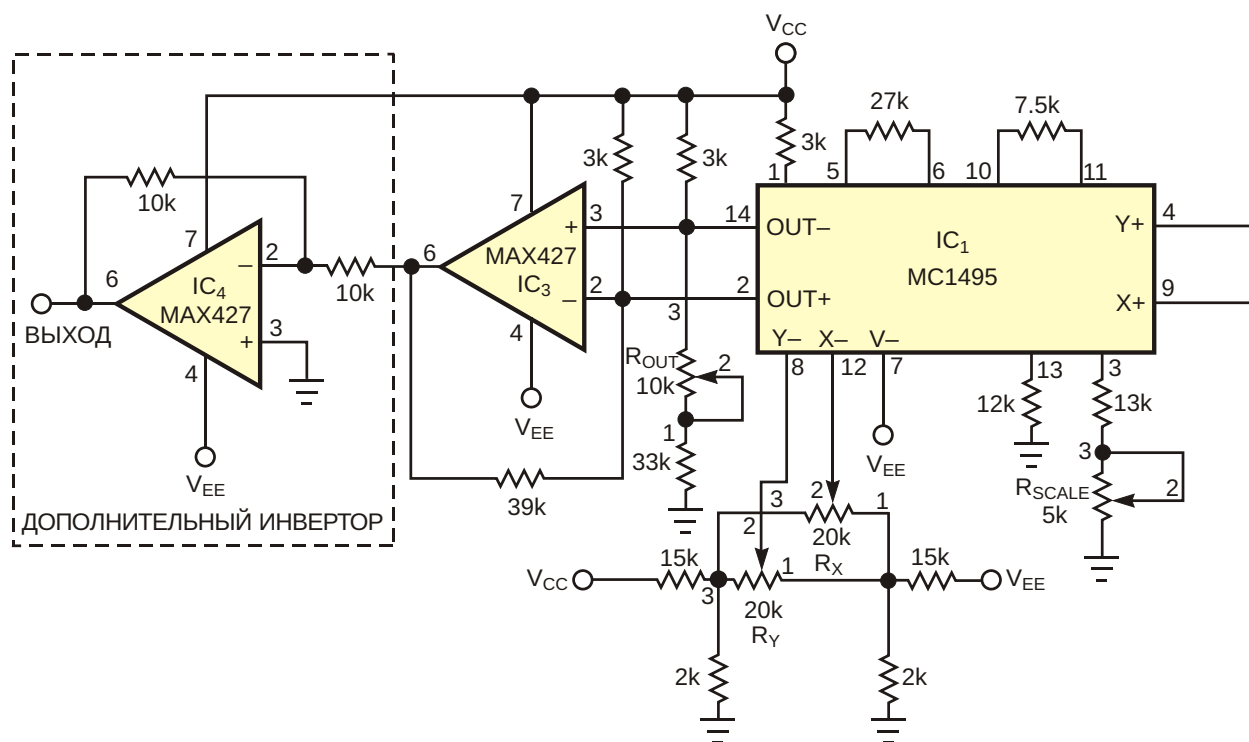 V_CC
27k
7.5k
3k
3k
3k
1
5
6
10
11
10k
7
7
3
14
OUT–
Y+
4
IC1
MC1495
+
MAX427
IC3
–
6
2
–
IC4
MAX427
6
10k
2
2
OUT+
X+
9
ВЫХОД
+
3
3
Y–
X–
V–
4
4
8
12
7
13
3
ROUT
10k
2
12k
13k
VEE
1
VEE
33k
VEE
3
RSCALE
5k
2
39k
ДОПОЛНИТЕЛЬНЫЙ ИНВЕРТОР
3
2
1
2
20k
RX
VCC
15k
3
1
15k
VEE
20k
RY
2k
2k